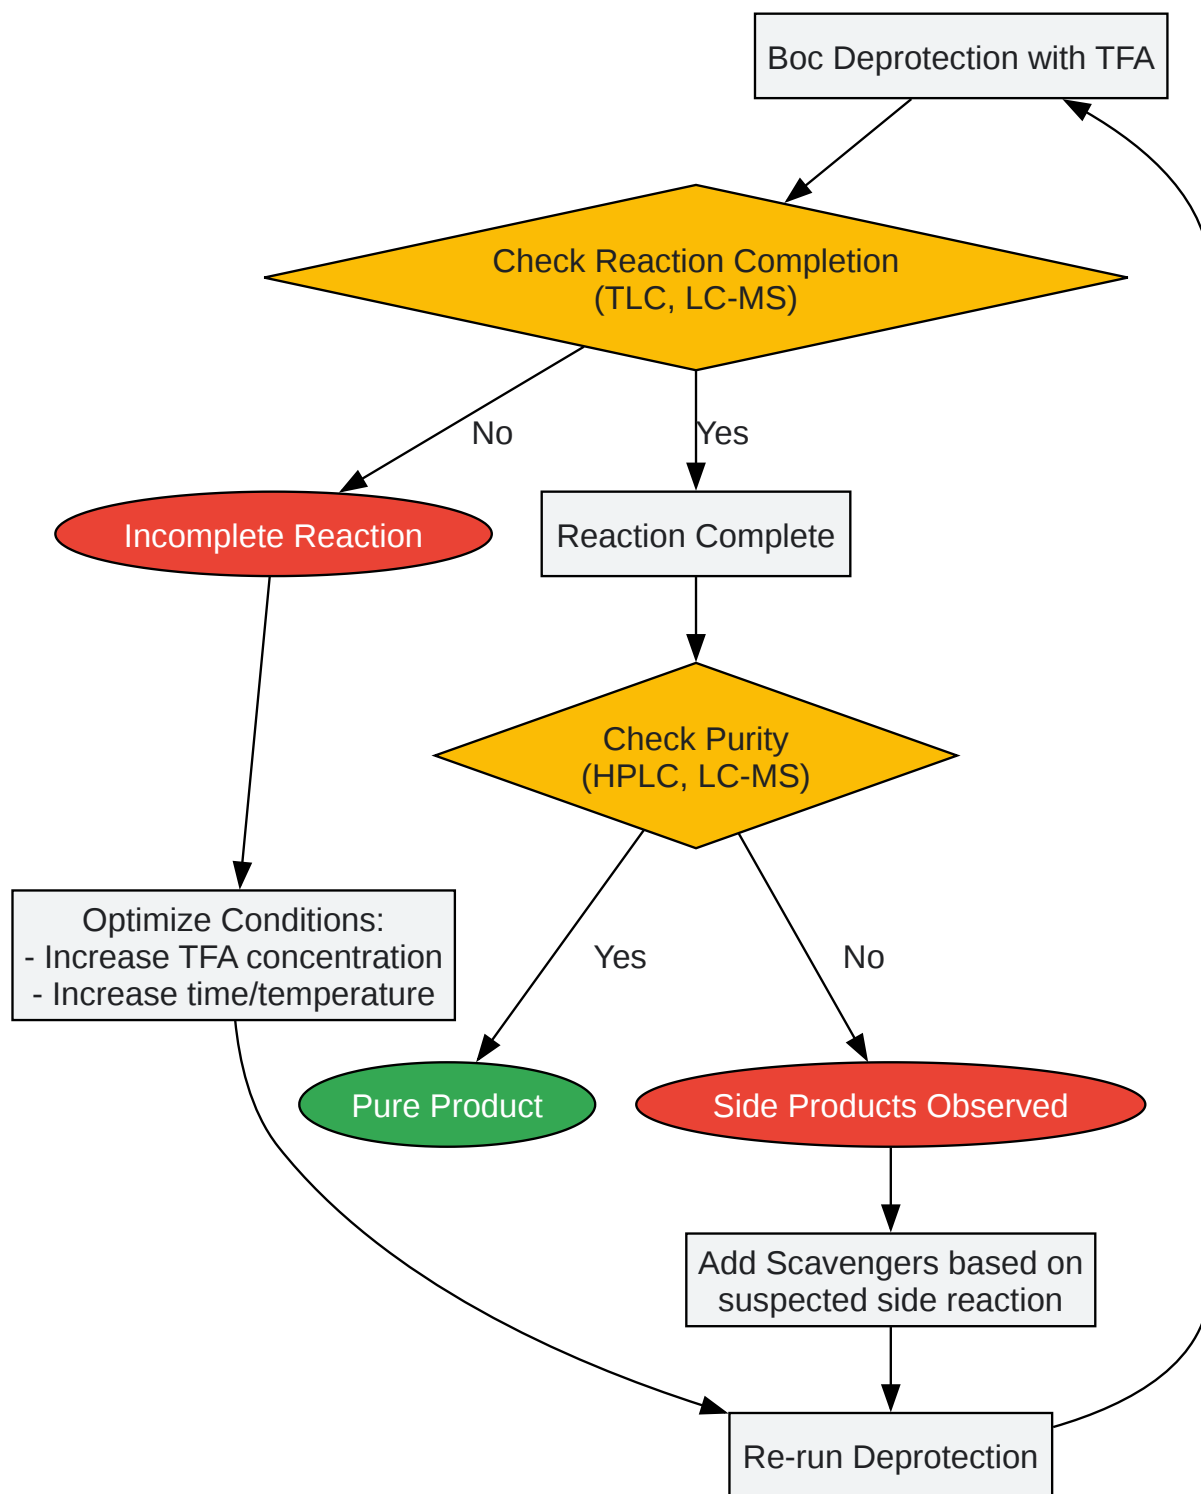 Boc Deprotection with TFA
Check Reaction Completion
(TLC, LC-MS)
No
Yes
Incomplete Reaction
Reaction Complete
Check Purity
(HPLC, LC-MS)
Optimize Conditions:
- Increase TFA concentration
- Increase time/temperature
Yes
No
Pure Product
Side Products Observed
Add Scavengers based on
suspected side reaction
Re-run Deprotection